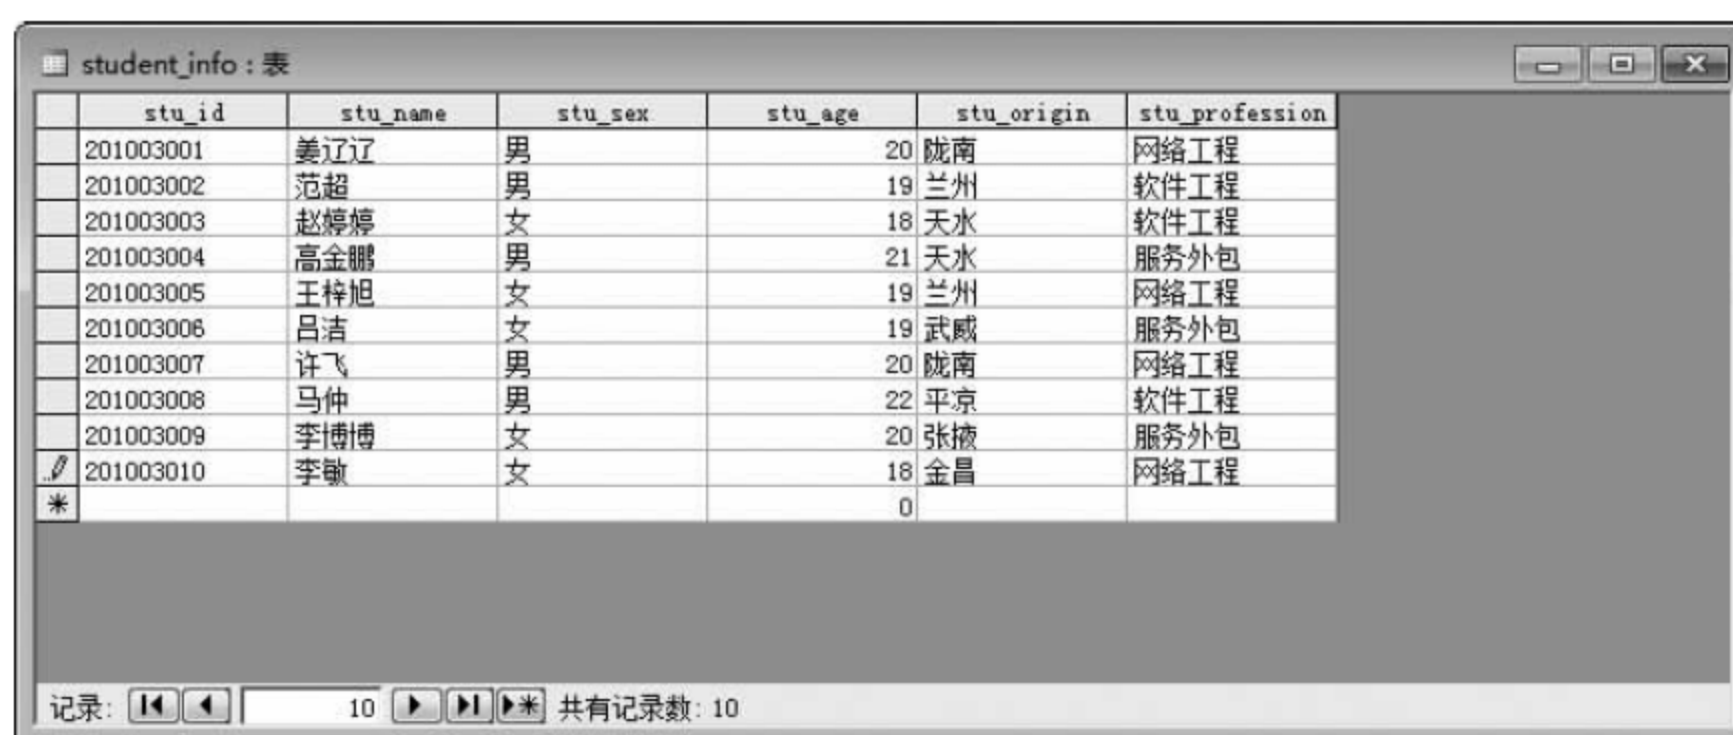 student_info : 表
stu_id stu_name stu_sex stu_age stu_origin stu_profession
201003001 姜辽辽 男 20 陇南 网络工程
201003002 范超 男 19 兰州 软件工程
201003003 赵婷婷 女 18 天水 软件工程
201003004 高金鹏 男 21 天水 服务外包
201003005 王梓旭 女 19 兰州 网络工程
201003006 吕洁 女 19 武威 服务外包
201003007 许飞 男 20 陇南 网络工程
201003008 马仲 男 22 平凉 软件工程
201003009 李博博 女 20 张掖 服务外包
201003010 李敏 女 18 金昌 网络工程
0
记录: 10 共有记录数: 10